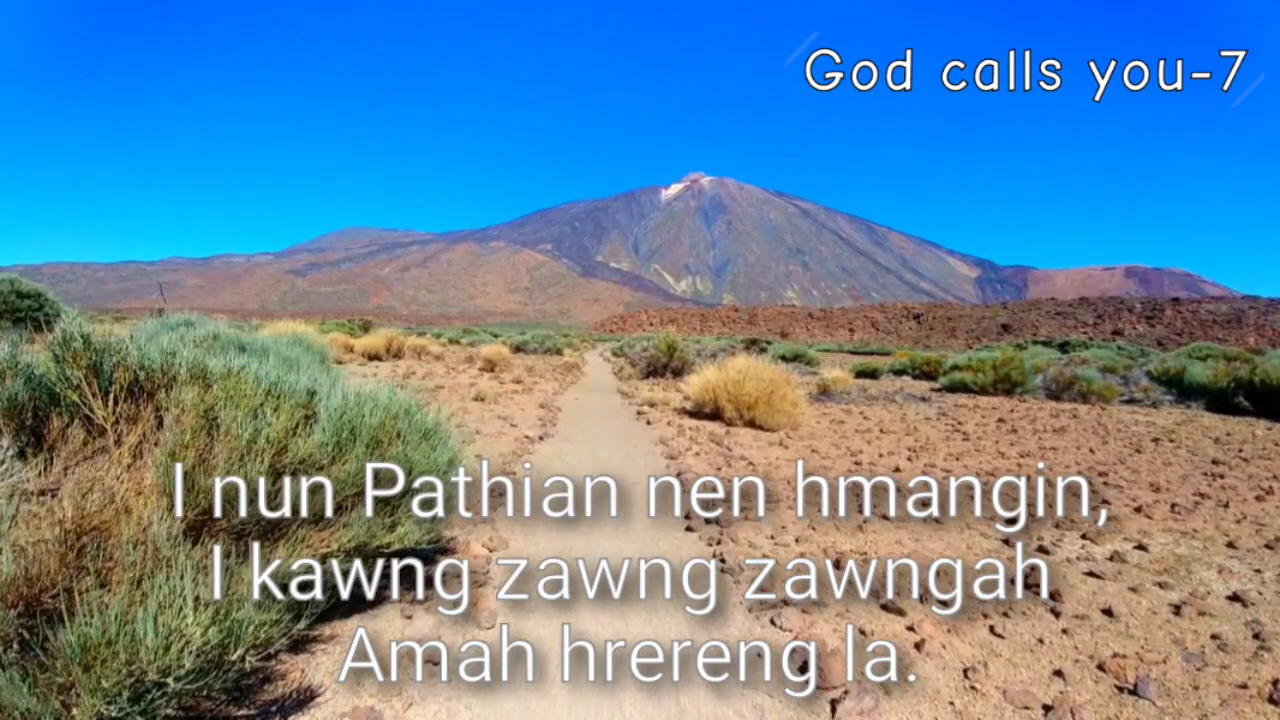 God calls you-7
I nun Pathian nen hmangin,
I kawng zawng zawngah
Amah hrereng la.